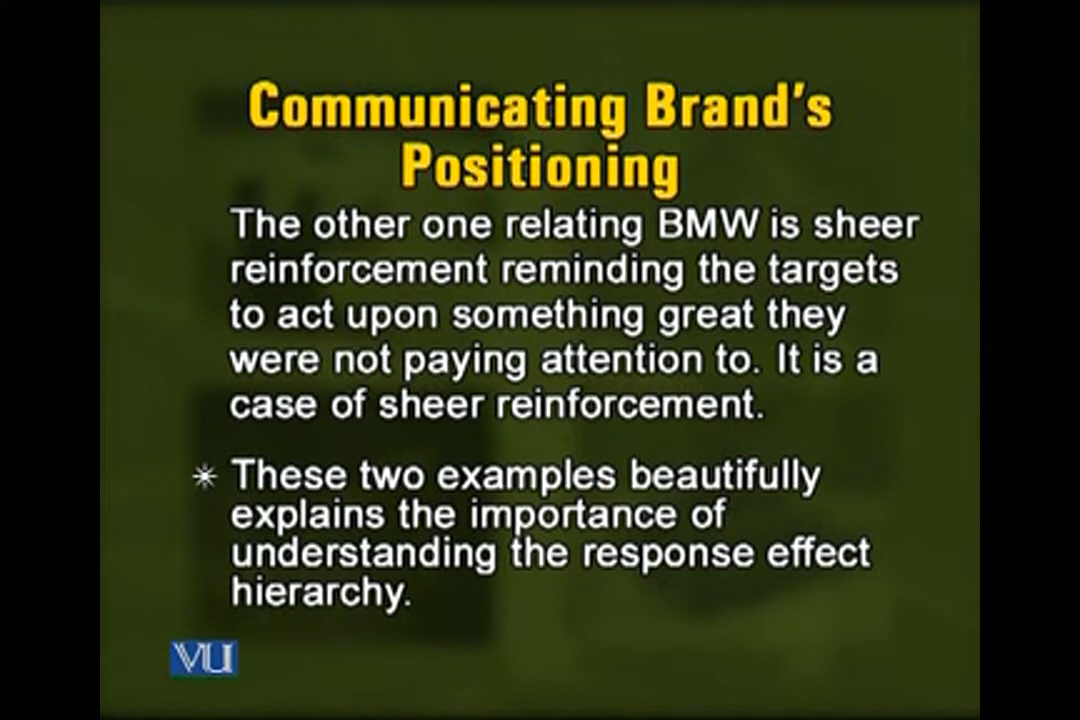 Communicating Brand's
Positioning
The other one relating BMW is sheer
reinforcement reminding the targets
to act upon something great they
were not paying attention to. It is a
case of sheer reinforcement.
✳ These two examples beautifully
explains the importance of
understanding the response effect
hierarchy.
VU